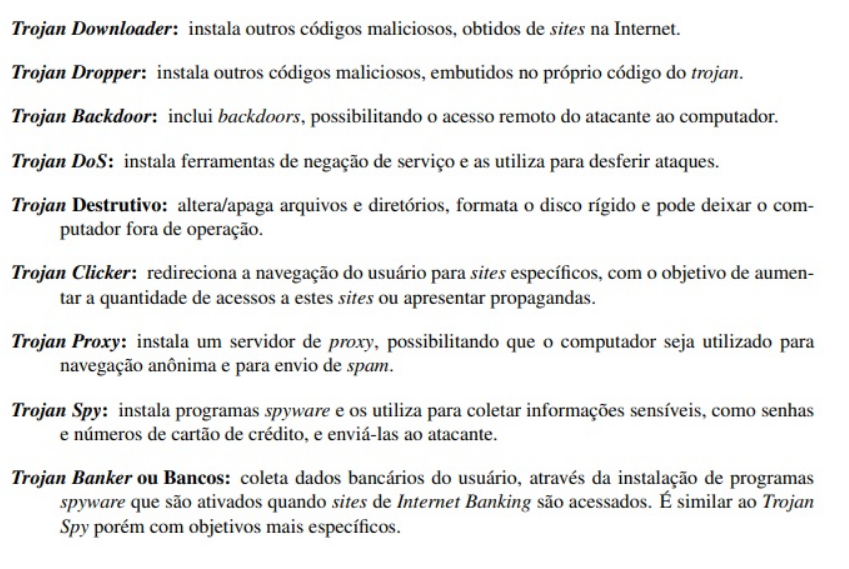 Trojan Downloader: instala outros códigos maliciosos, obtidos de sites na Internet.
Trojan Dropper: instala outros códigos maliciosos, embutidos no próprio código do trojan.
Trojan Backdoor: inclui backdoors, possibilitando o acesso remoto do atacante ao computador.
Trojan DoS: instala ferramentas de negação de serviço e as utiliza para desferir ataques.
Trojan Destrutivo: altera/apaga arquivos e diretórios, formata o disco rígido e pode deixar o com-
putador fora de operação.
Trojan Clicker: redireciona a navegação do usuário para sites específicos, com o objetivo de aumen-
tar a quantidade de acessos a estes sites ou apresentar propagandas.
Trojan Proxy: instala um servidor de proxy, possibilitando que o computador seja utilizado para
navegação anônima e para envio de spam.
Trojan Spy: instala programas spyware e os utiliza para coletar informações sensíveis, como senhas
e números de cartão de crédito, e enviá-las ao atacante.
Trojan Banker ou Bancos: coleta dados bancários do usuário, através da instalação de programas
spyware que são ativados quando sites de Internet Banking são acessados. É similar ao Trojan
Spy porém com objetivos mais específicos.